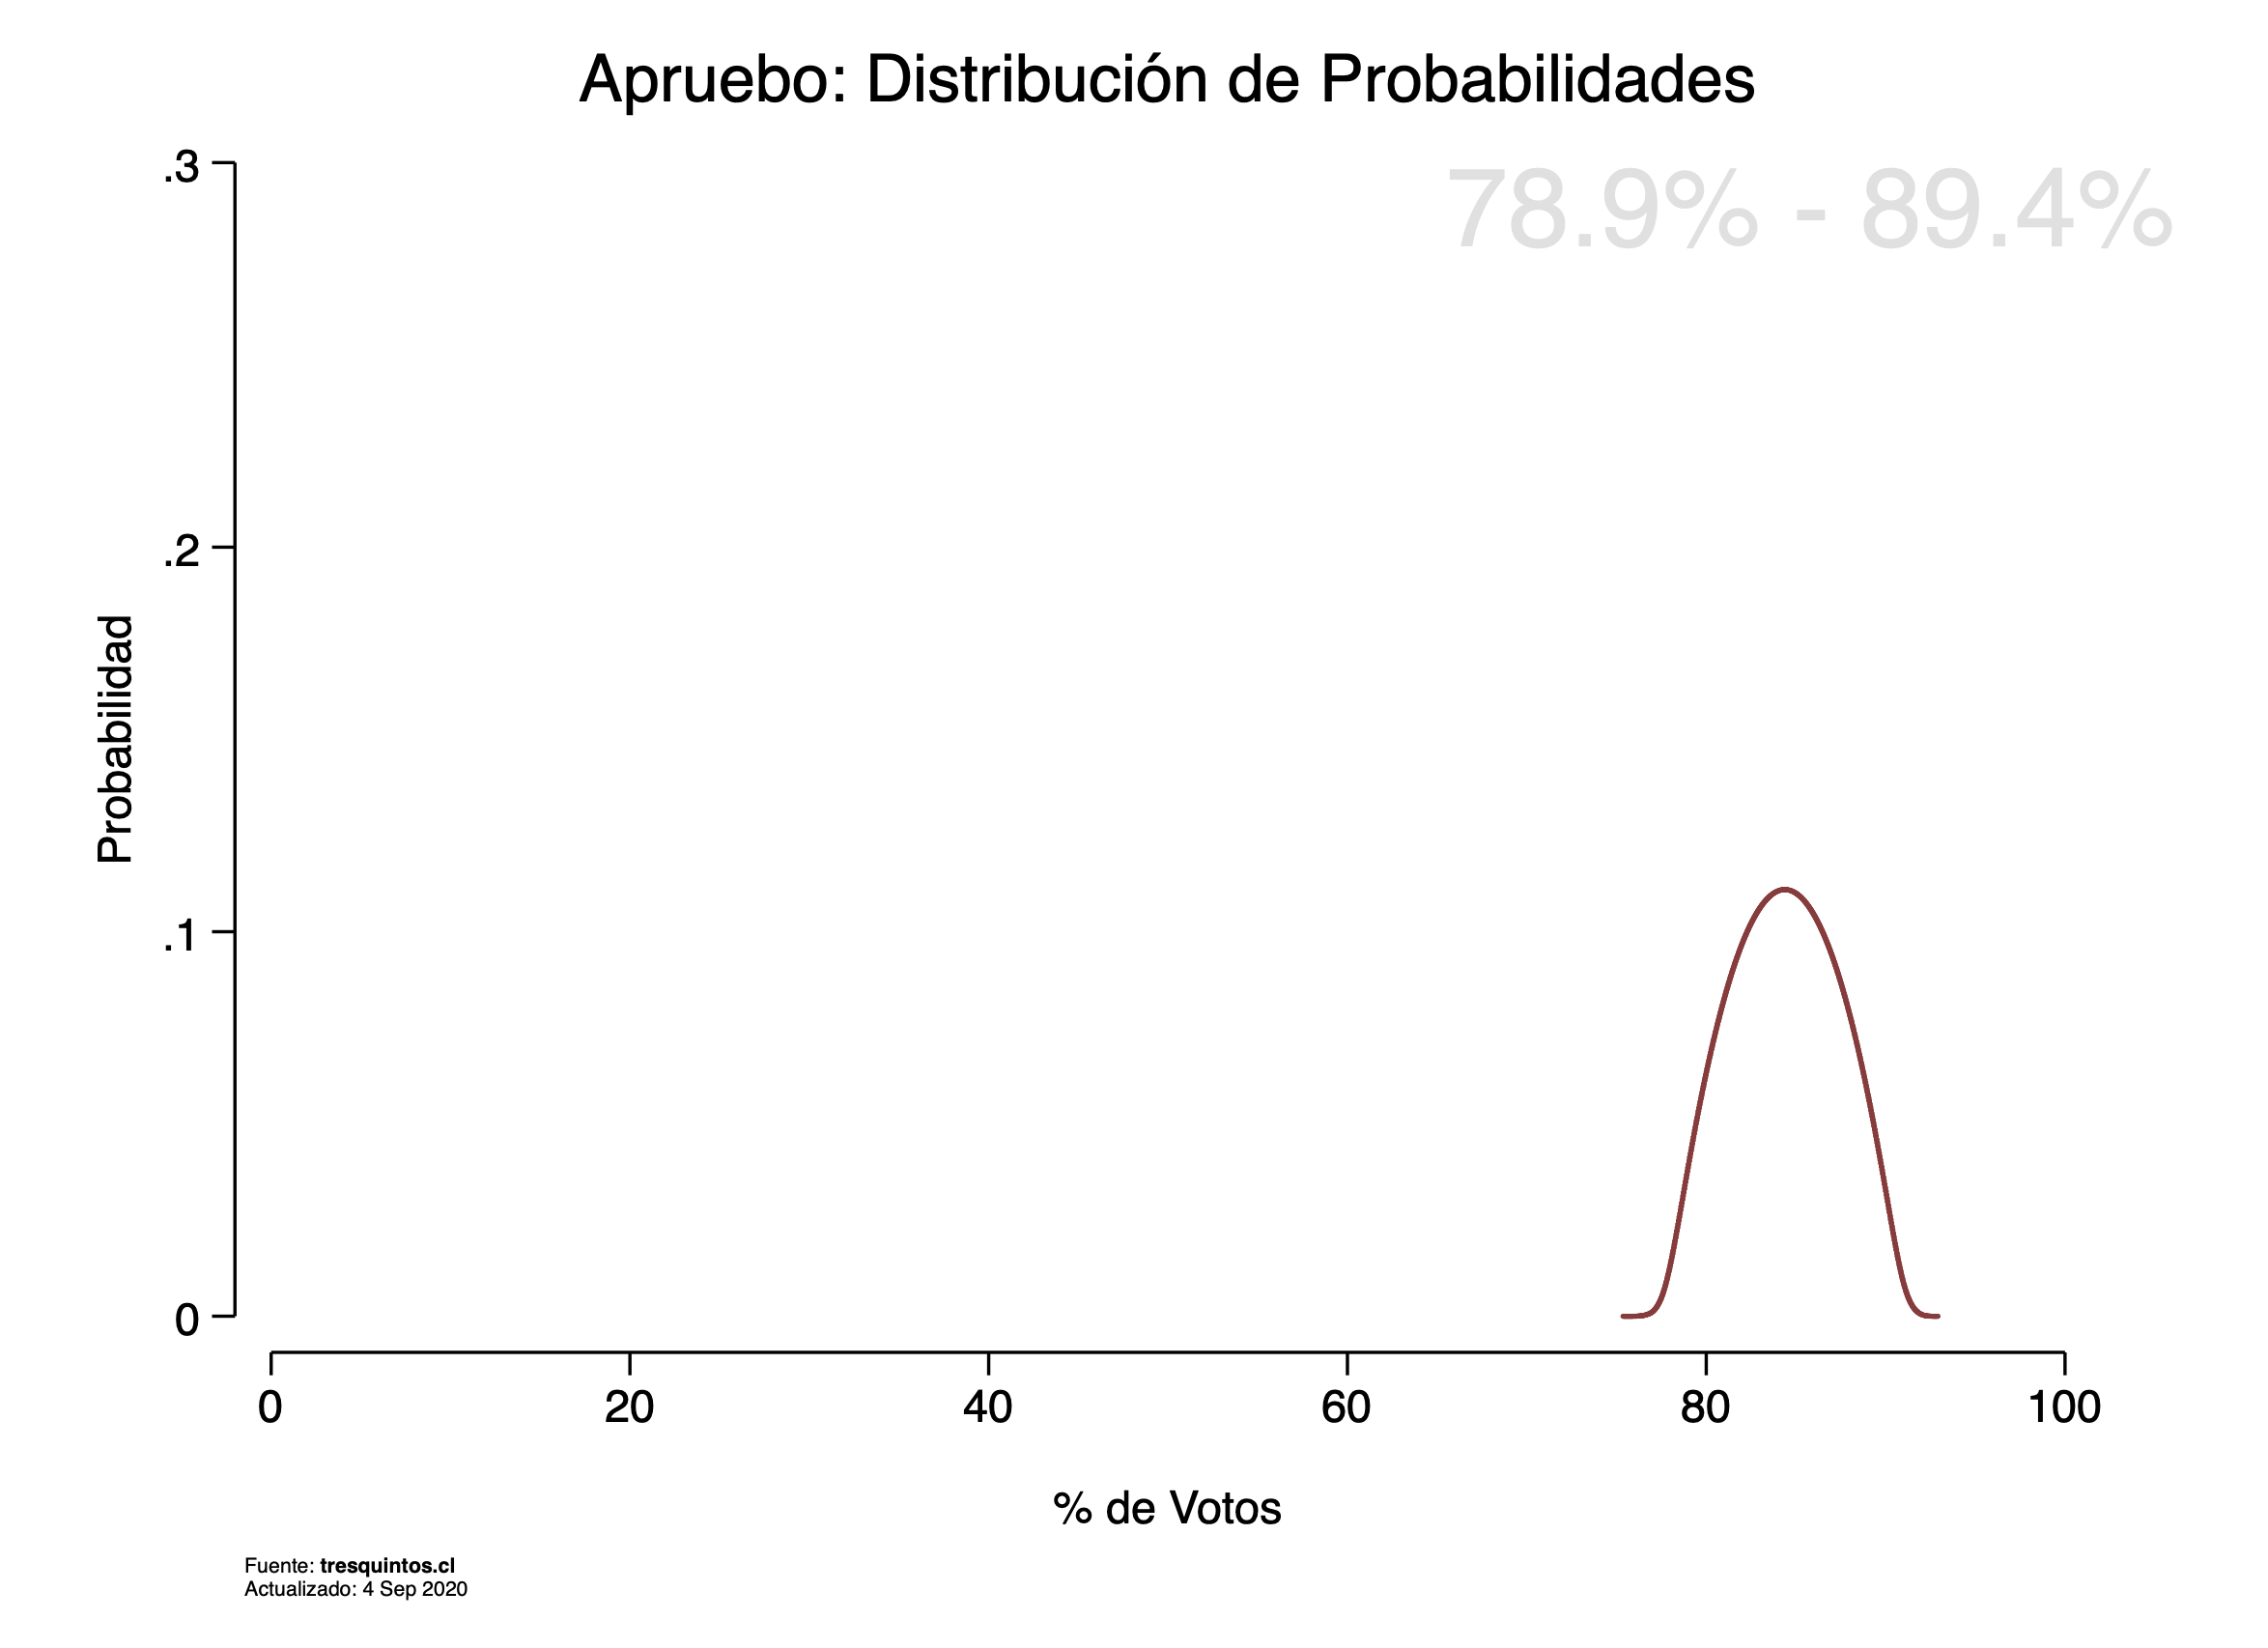 Apruebo: Distribución de Probabilidades
78.9% - 89.4%
.3
.2
.1
0
Probabilidad
0 20 40 60 80 100
% de Votos
Fuente: tresquintos.cl
Actualizado: 4 Sep 2020